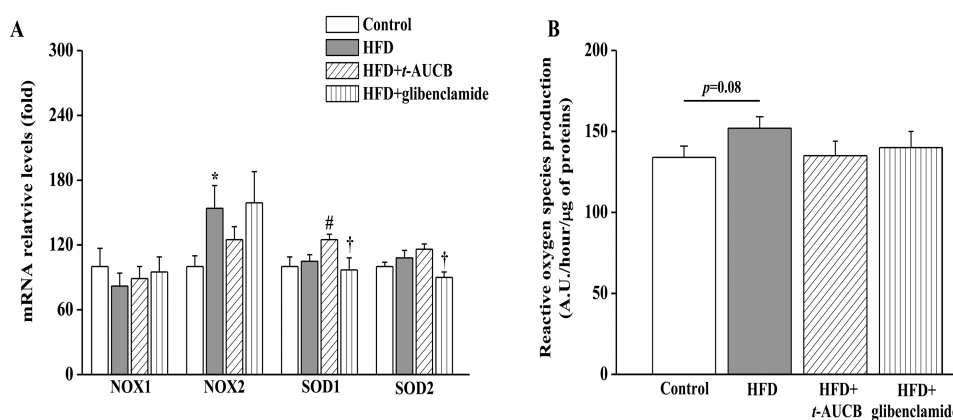 A
Control
HFD
HFD+t-AUCB
HFD+glibenclamide
mRNA relatvive levels (fold)
300
240
180
120
60
0
*
#
†
†
NOX1
NOX2
SOD1
SOD2
B
Reactive oxygen species production
(A.U./hour/µg of proteins)
200
150
100
50
0
p=0.08
Control
HFD
HFD+
t-AUCB
HFD+
glibenclamide